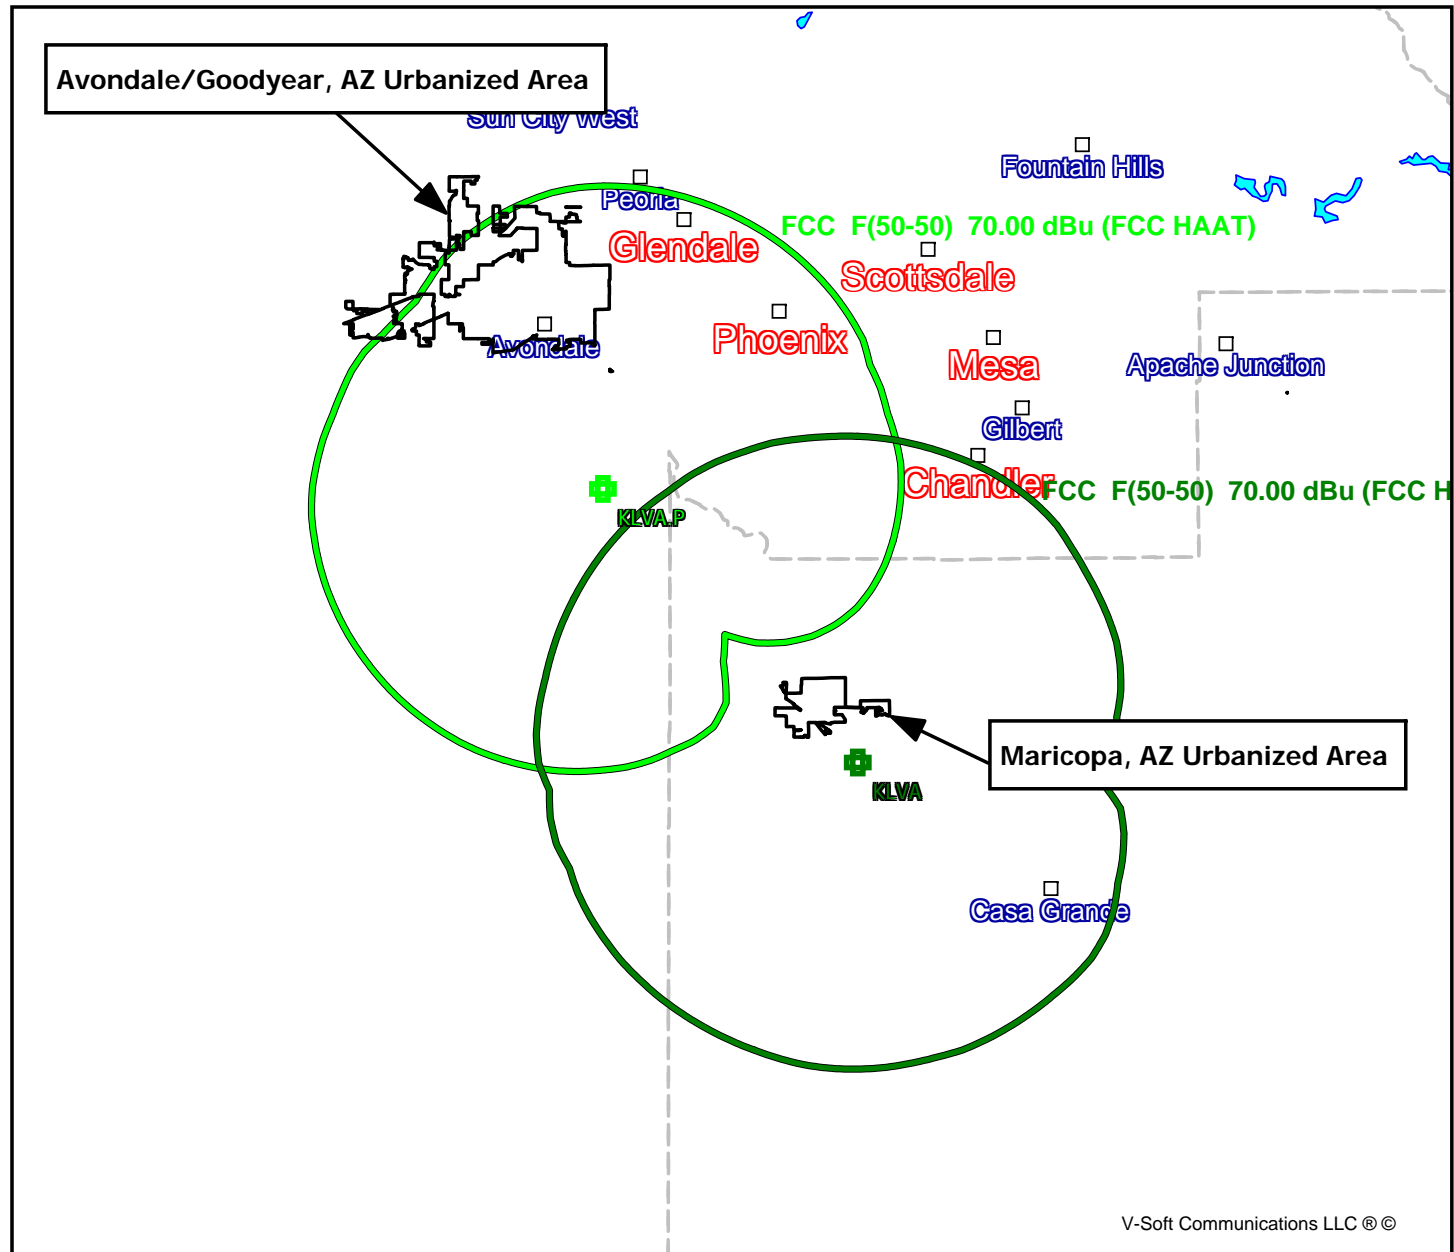 Avondale/Goodyear, AZ Urbanized Area
Sun City West
Fountain Hills
Peoria
FCC F(50-50) 70.00 dBu (FCC HAAT)
Glendale
Scottsdale
Phoenix
Avondale
Mesa
Apache Junction
Gilbert
Chandler
FCC F(50-50) 70.00 dBu (FCC H
KLVA.P
Maricopa, AZ Urbanized Area
KLVA
Casa Grande
V-Soft Communications LLC ® ©